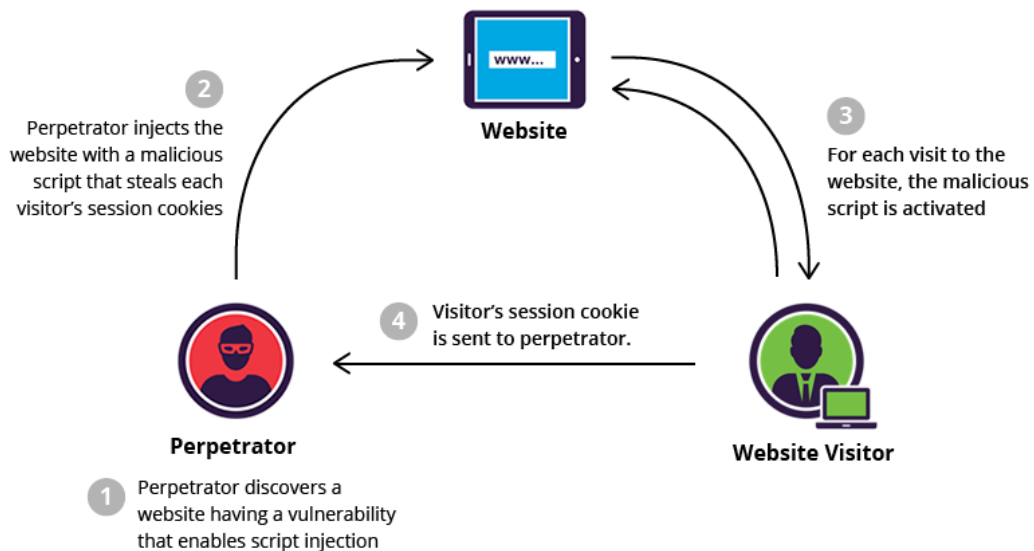 www...
Website
2
Perpetrator injects the
website with a malicious
script that steals each
visitor's session cookies
3
For each visit to the
website, the malicious
script is activated
4
Visitor's session cookie
is sent to perpetrator.
Perpetrator
Website Visitor
1
Perpetrator discovers a
website having a vulnerability
that enables script injection